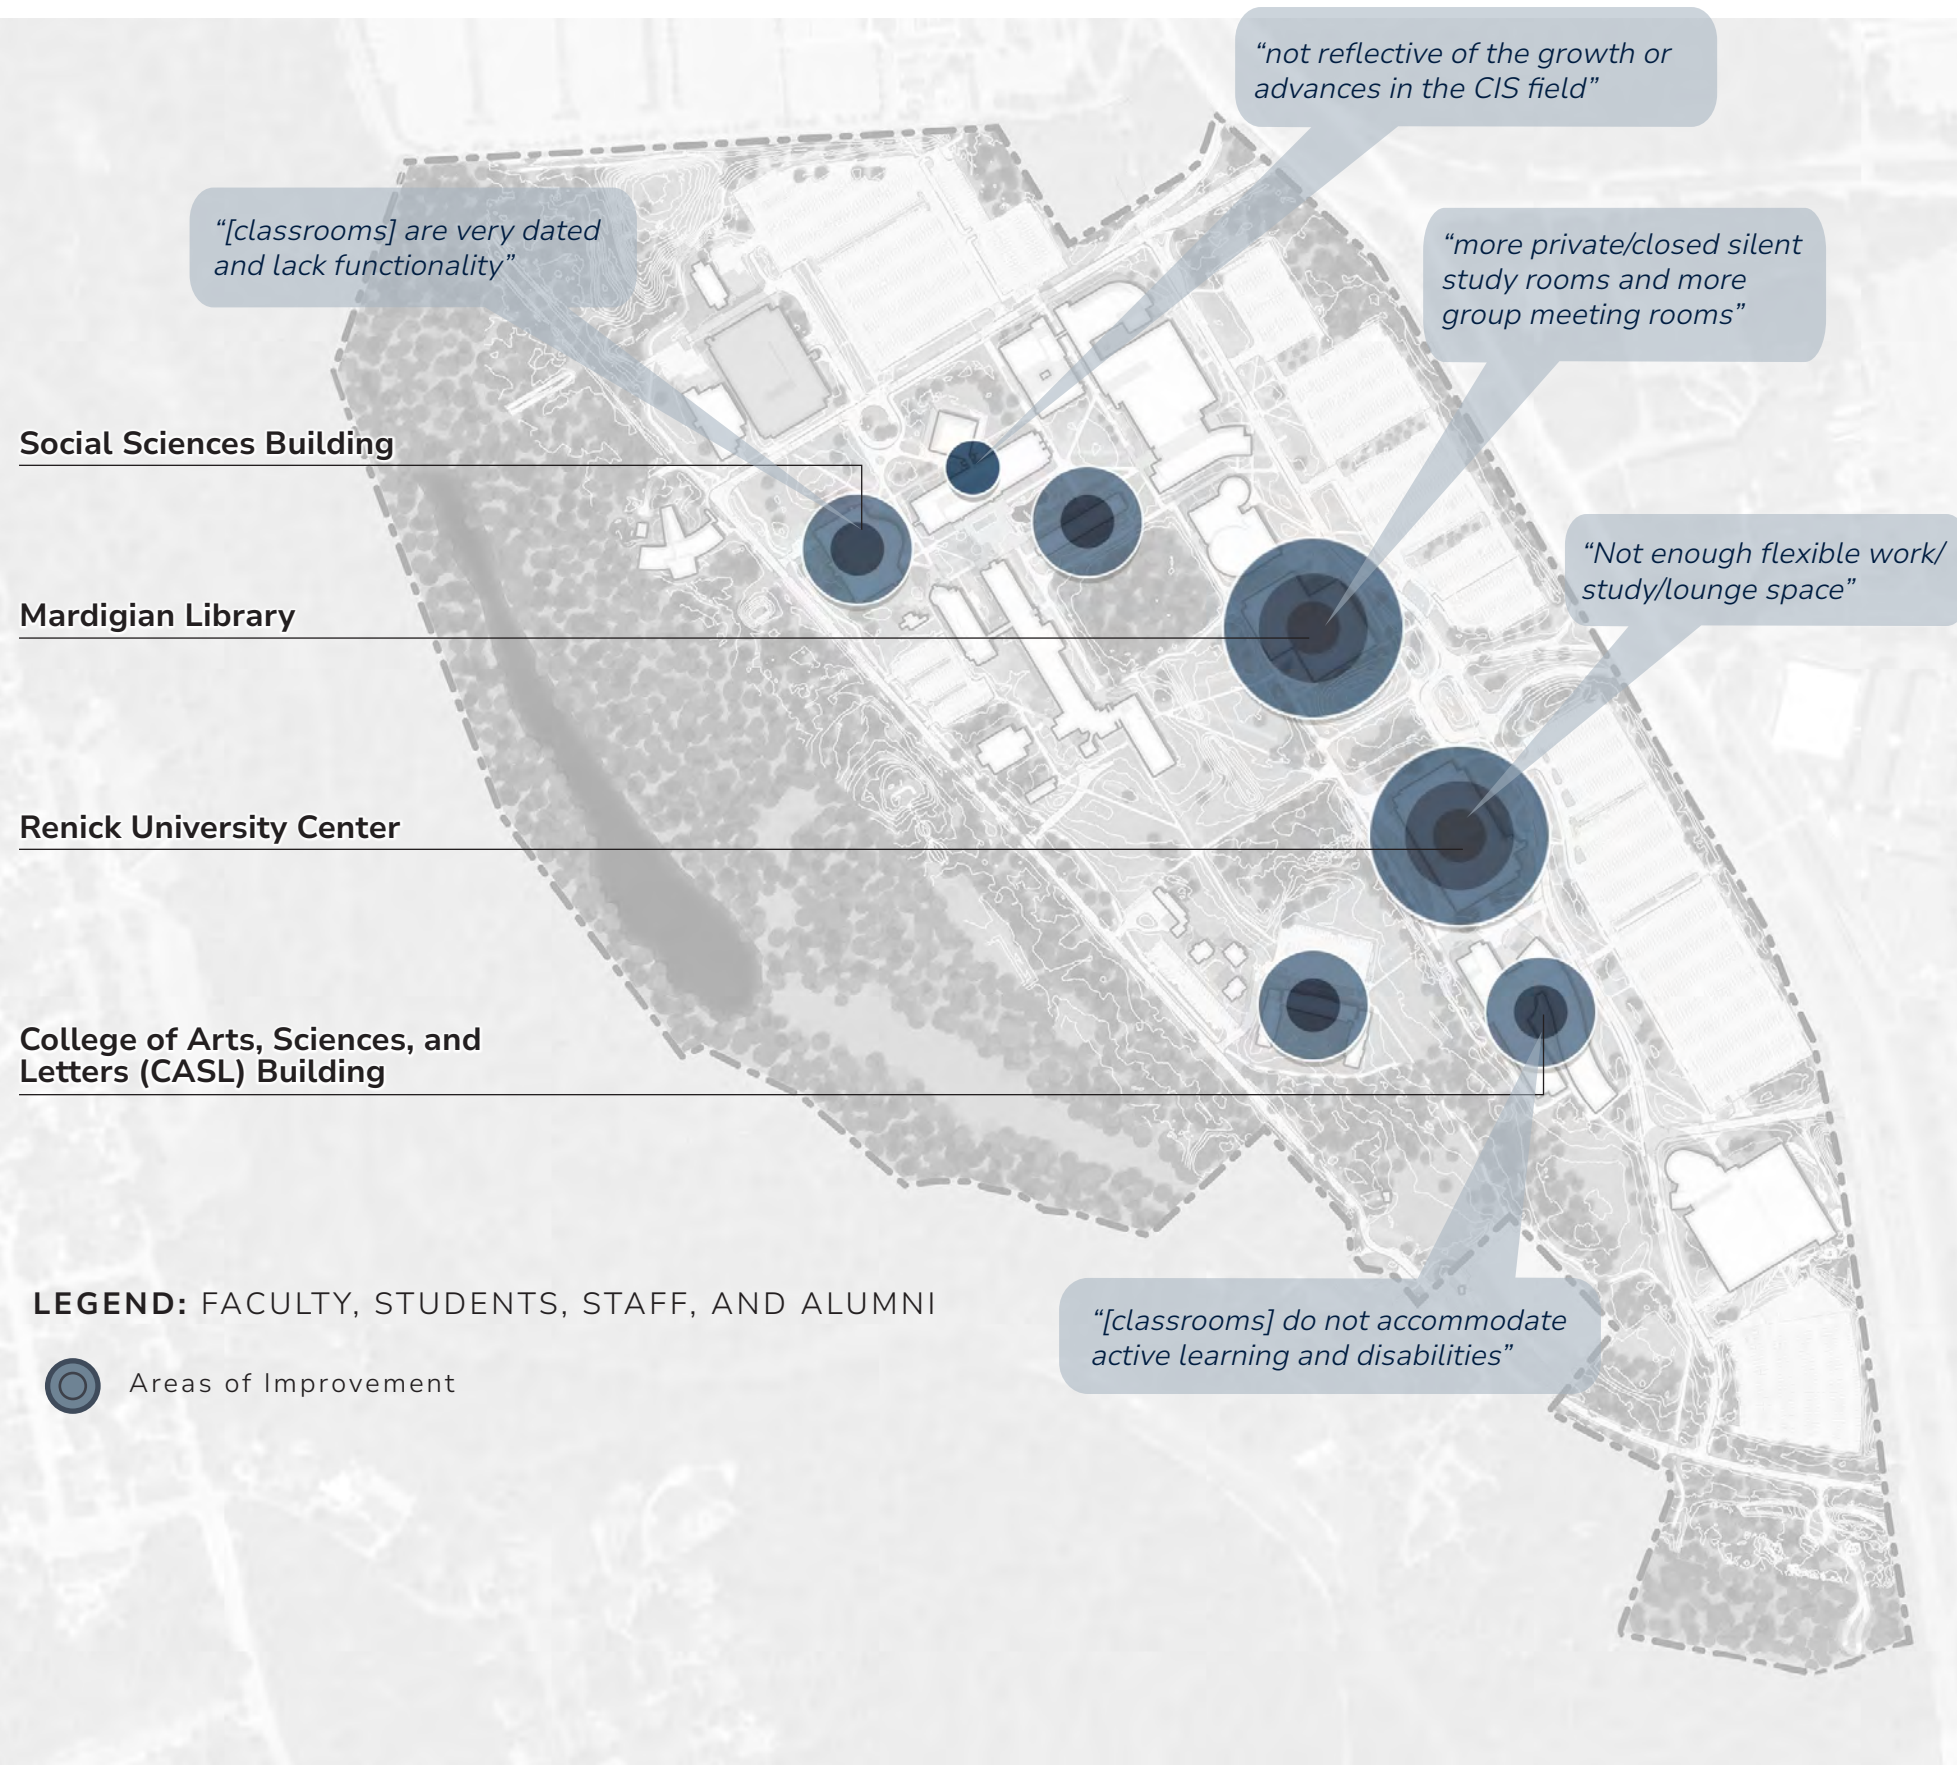 “not reflective of the growth or
advances in the CIS field”
“[classrooms] are very dated
and lack functionality”
“more private/closed silent
study rooms and more
group meeting rooms”
Social Sciences Building
“Not enough flexible work/
study/lounge space”
Mardigian Library
Renick University Center
College of Arts, Sciences, and
Letters (CASL) Building
LEGEND: FACULTY, STUDENTS, STAFF, AND ALUMNI
“[classrooms] do not accommodate
active learning and disabilities”
Areas of Improvement